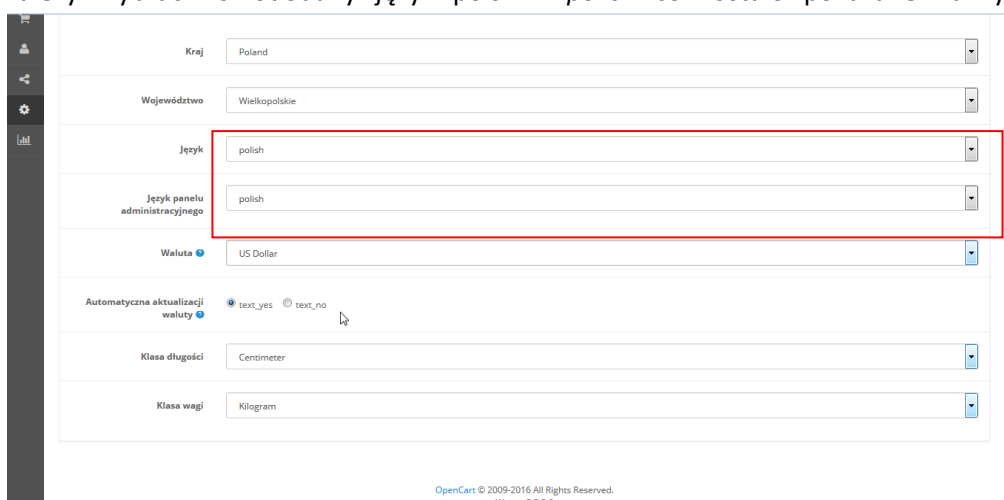 Kraj
Poland
Województwo
Wielkopolskie
Język
polish
Język panelu
administracyjnego
polish
Waluta
US Dollar
Automatyczna aktualizacji
waluty
text_yes text_no
Klasa długości
Centimeter
Klasa wagi
Kilogram
OpenCart © 2009-2016 All Rights Reserved.